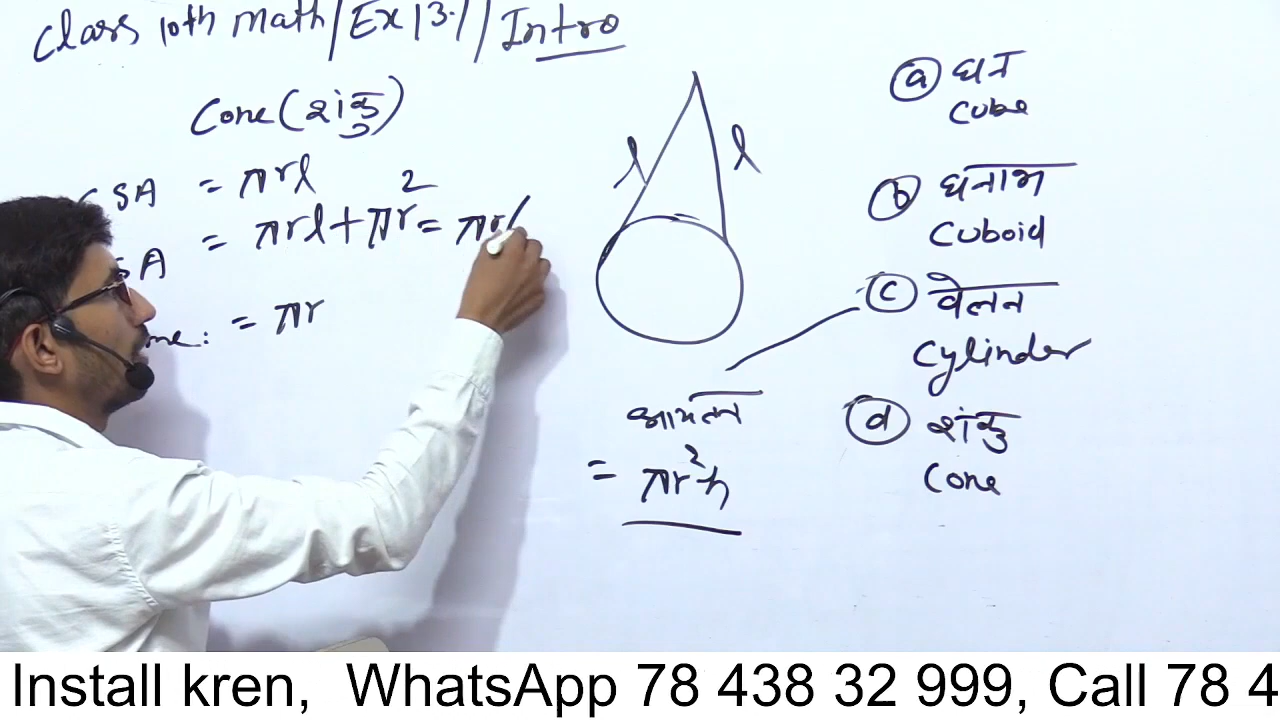 Class 10th math/Ex 13.1/Intro
Cone (शंकु)
CSA = πrl
SA = πrl + πr² = πr(
= πr
l
l
आयतन
= πr²h
(a) घन
Cube
(b) घनाभ
Cuboid
(c) बेलन
Cylinder
(d) शंकु
Cone
Install kren, WhatsApp 78 438 32 999, Call 78 4